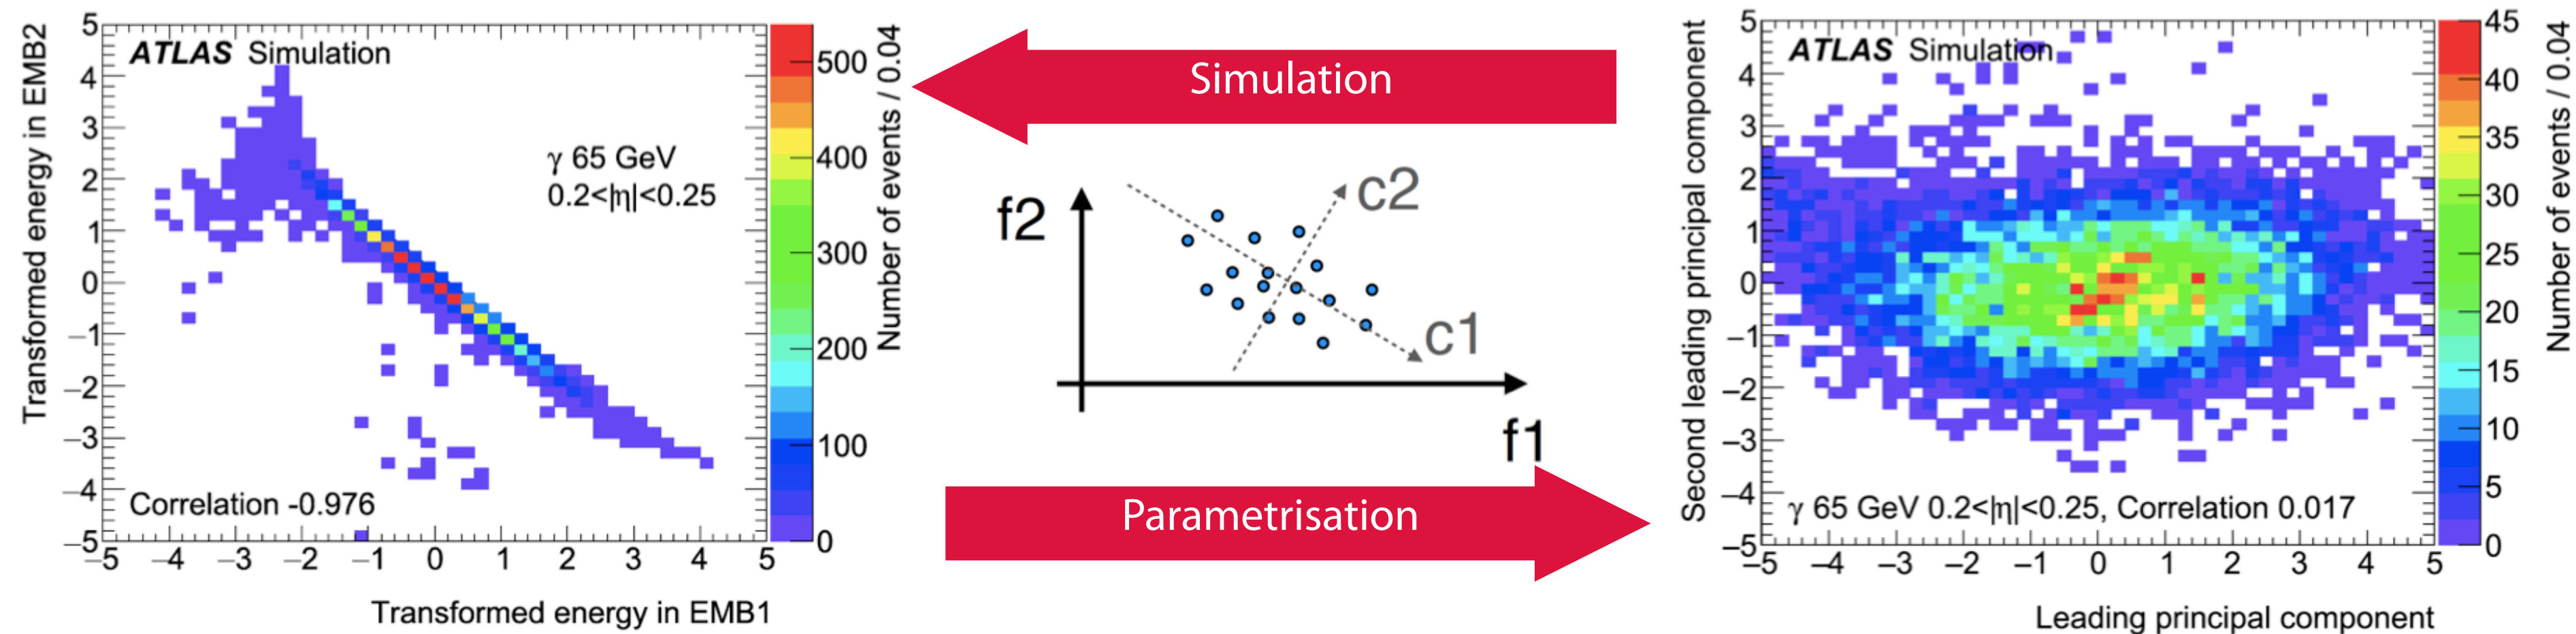 ATLAS Simulation
γ 65 GeV
0.2<|η|<0.25
Correlation -0.976
Transformed energy in EMB2
5
4
3
2
1
0
−1
−2
−3
−4
−5
−5 −4 −3 −2 −1 0 1 2 3 4 5
Transformed energy in EMB1
500
400
300
200
100
0
Number of events / 0.04
Simulation
f2
c2
c1
f1
Parametrisation
ATLAS Simulation
Second leading principal component
5
4
3
2
1
0
−1
−2
−3
−4
−5
γ 65 GeV 0.2<|η|<0.25, Correlation 0.017
−5 −4 −3 −2 −1 0 1 2 3 4 5
Leading principal component
45
40
35
30
25
20
15
10
5
0
Number of events / 0.04